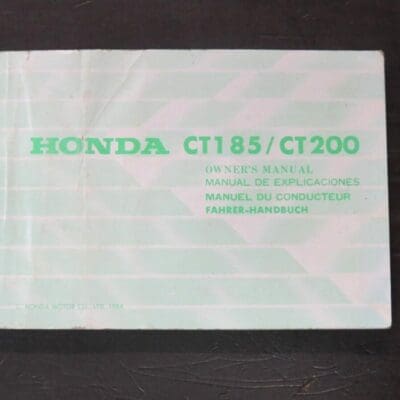 HONDA CT185/CT200
OWNER'S MANUAL
MANUAL DE EXPLICACIONES
MANUEL DU CONDUCTEUR
FAHRER-HANDBUCH
HONDA MOTOR CO., LTD. 1984